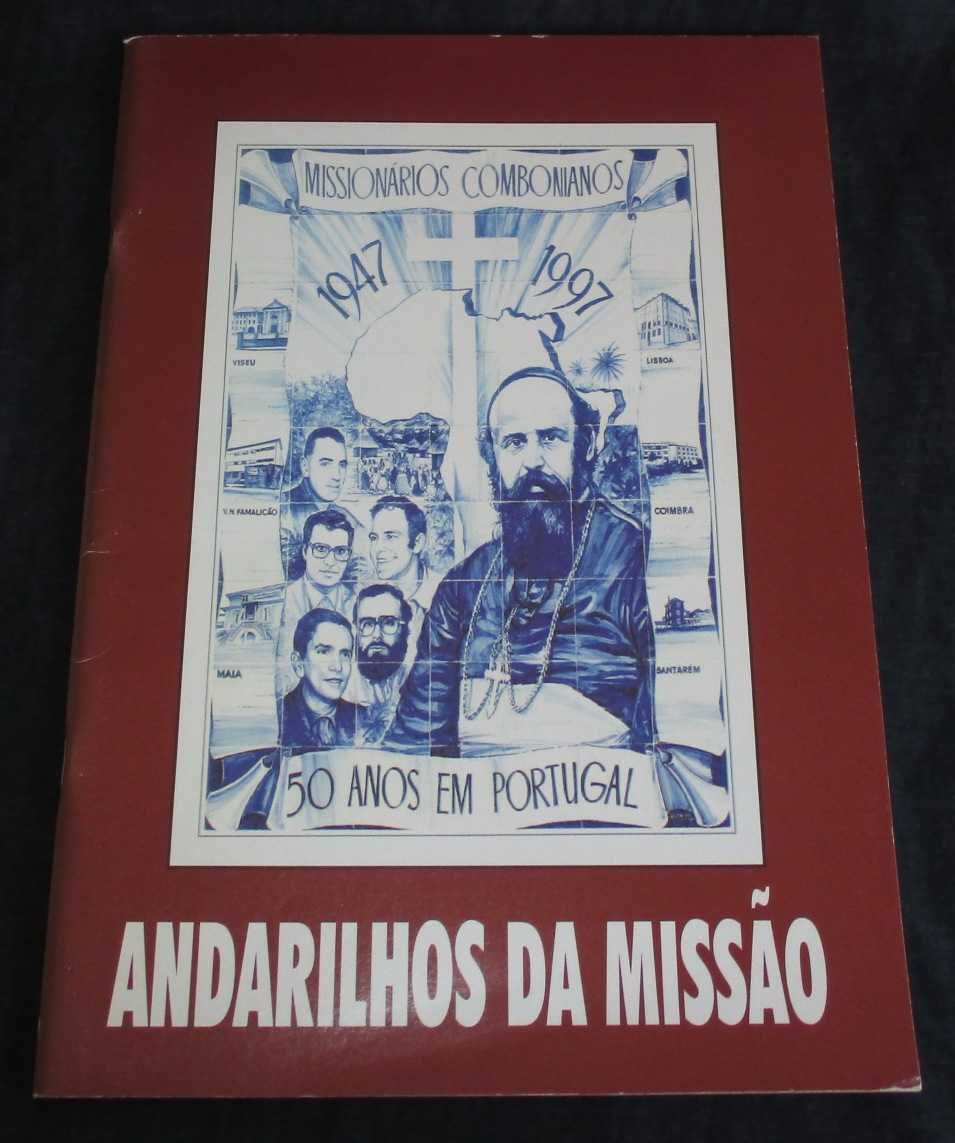 MISSIONÁRIOS COMBONIANOS
1947 1997
VISEU
LISBOA
V. N. FAMALICÃO
COIMBRA
MAIA
SANTARÉM
50 ANOS EM PORTUGAL
ANDARILHOS DA MISSÃO